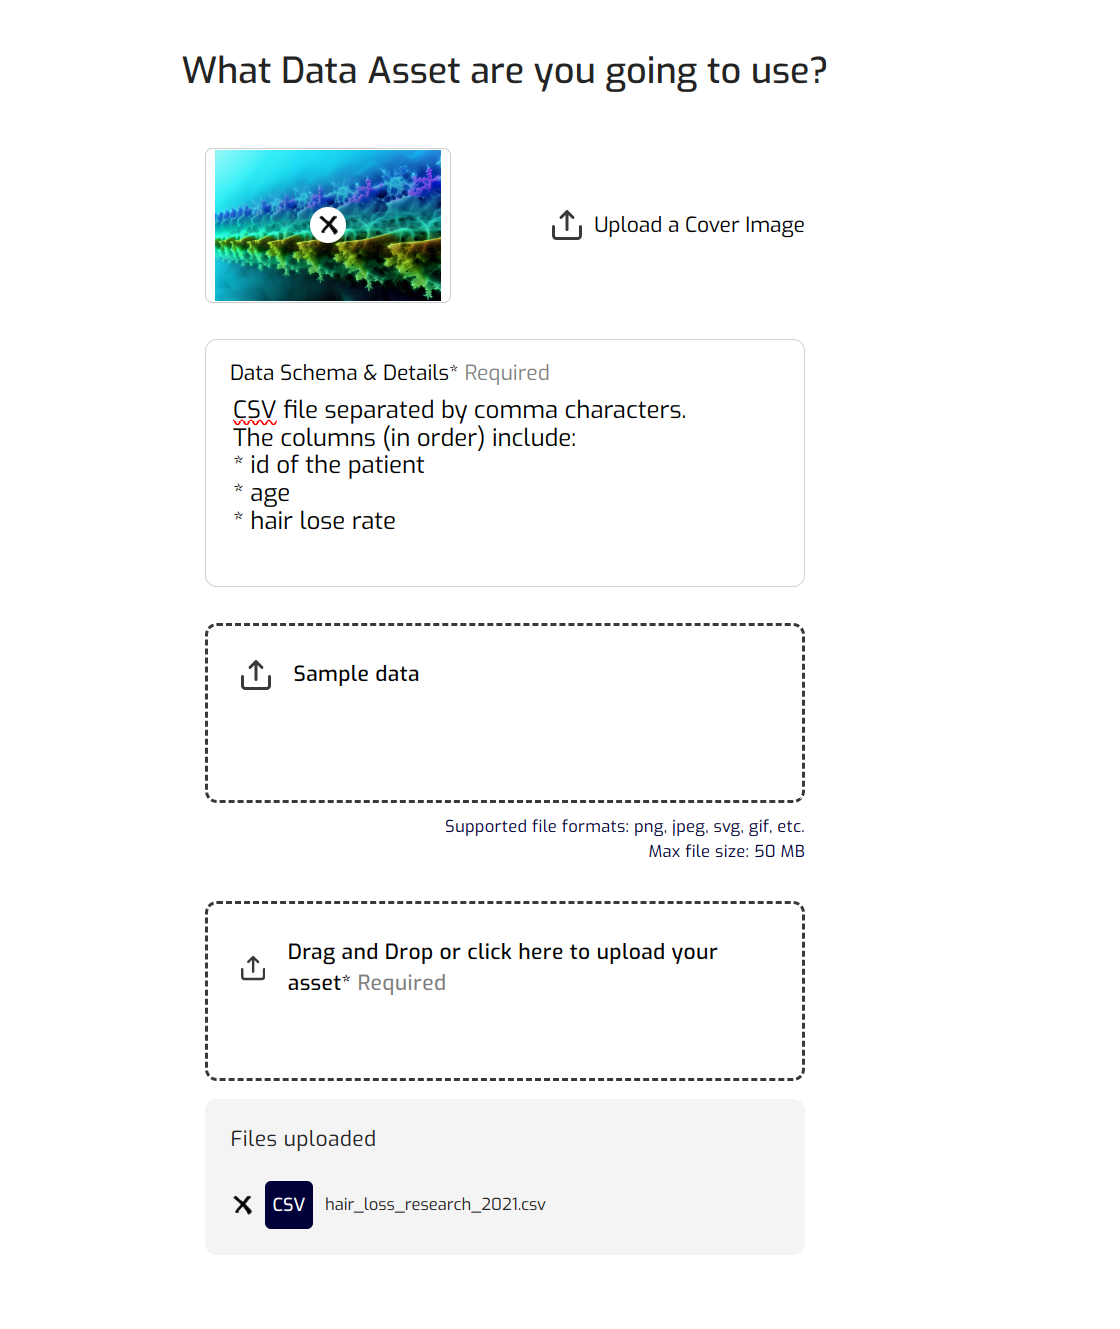 What Data Asset are you going to use?
Upload a Cover Image
Data Schema & Details* Required
CSV file separated by comma characters.
The columns (in order) include:
* id of the patient
* age
* hair lose rate
Sample data
Supported file formats: png, jpeg, svg, gif, etc.
Max file size: 50 MB
Drag and Drop or click here to upload your
asset* Required
Files uploaded
CSV hair_loss_research_2021.csv